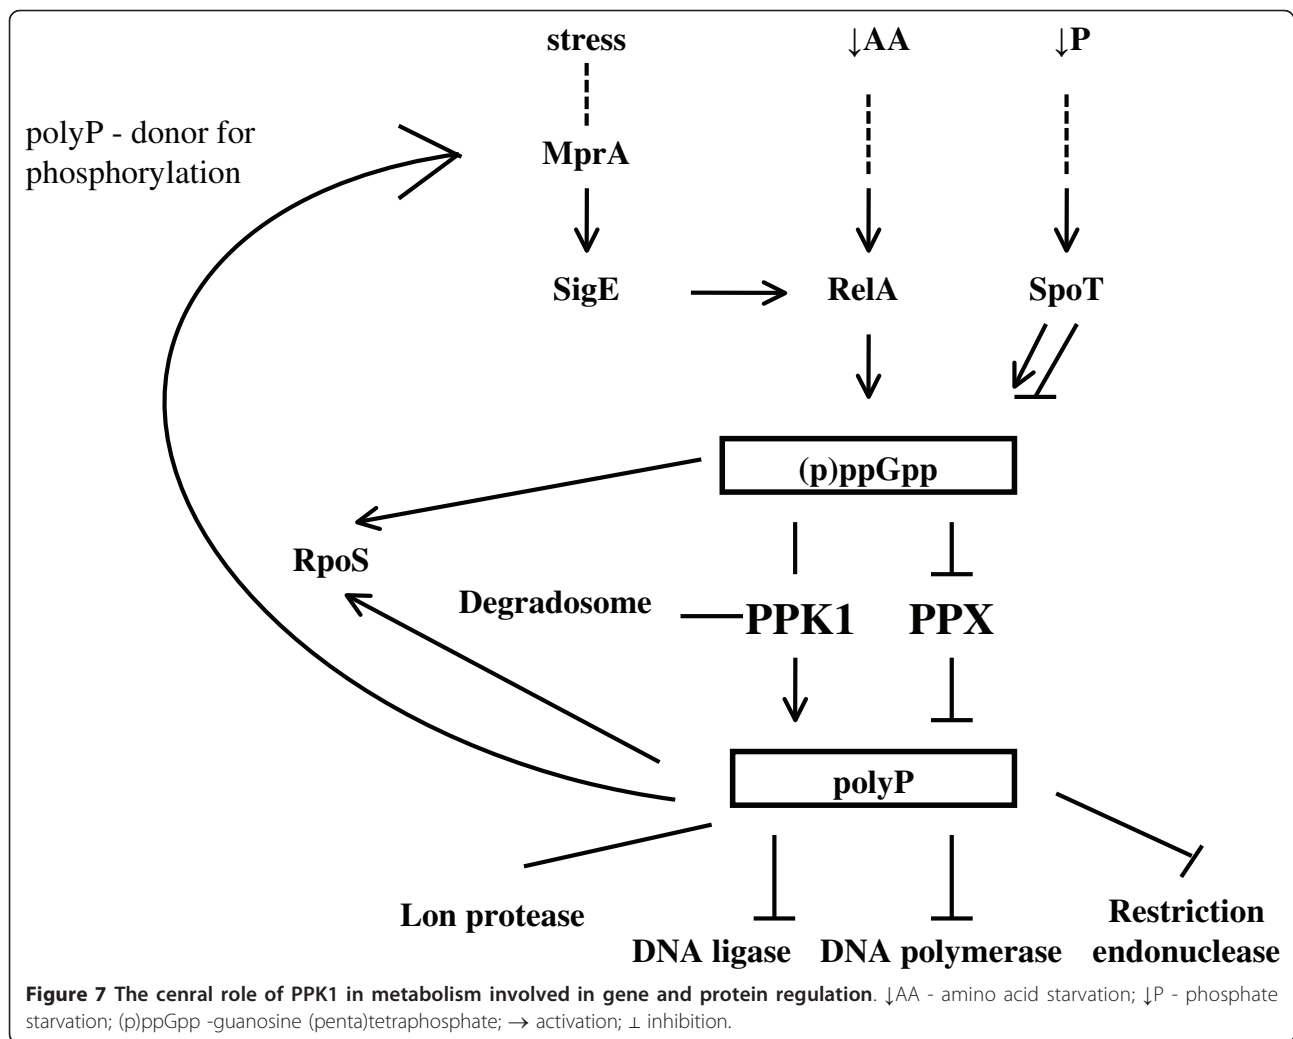 stress
↓AA
↓P
polyP - donor for
phosphorylation
MprA
SigE
RelA
SpoT
(p)ppGpp
RpoS
Degradosome
PPK1
PPX
polyP
Lon protease
DNA ligase
DNA polymerase
Restriction
endonuclease
Figure 7 The cenral role of PPK1 in metabolism involved in gene and protein regulation. ↓AA - amino acid starvation; ↓P - phosphate
starvation; (p)ppGpp -guanosine (penta)tetraphosphate; → activation; ⊥ inhibition.